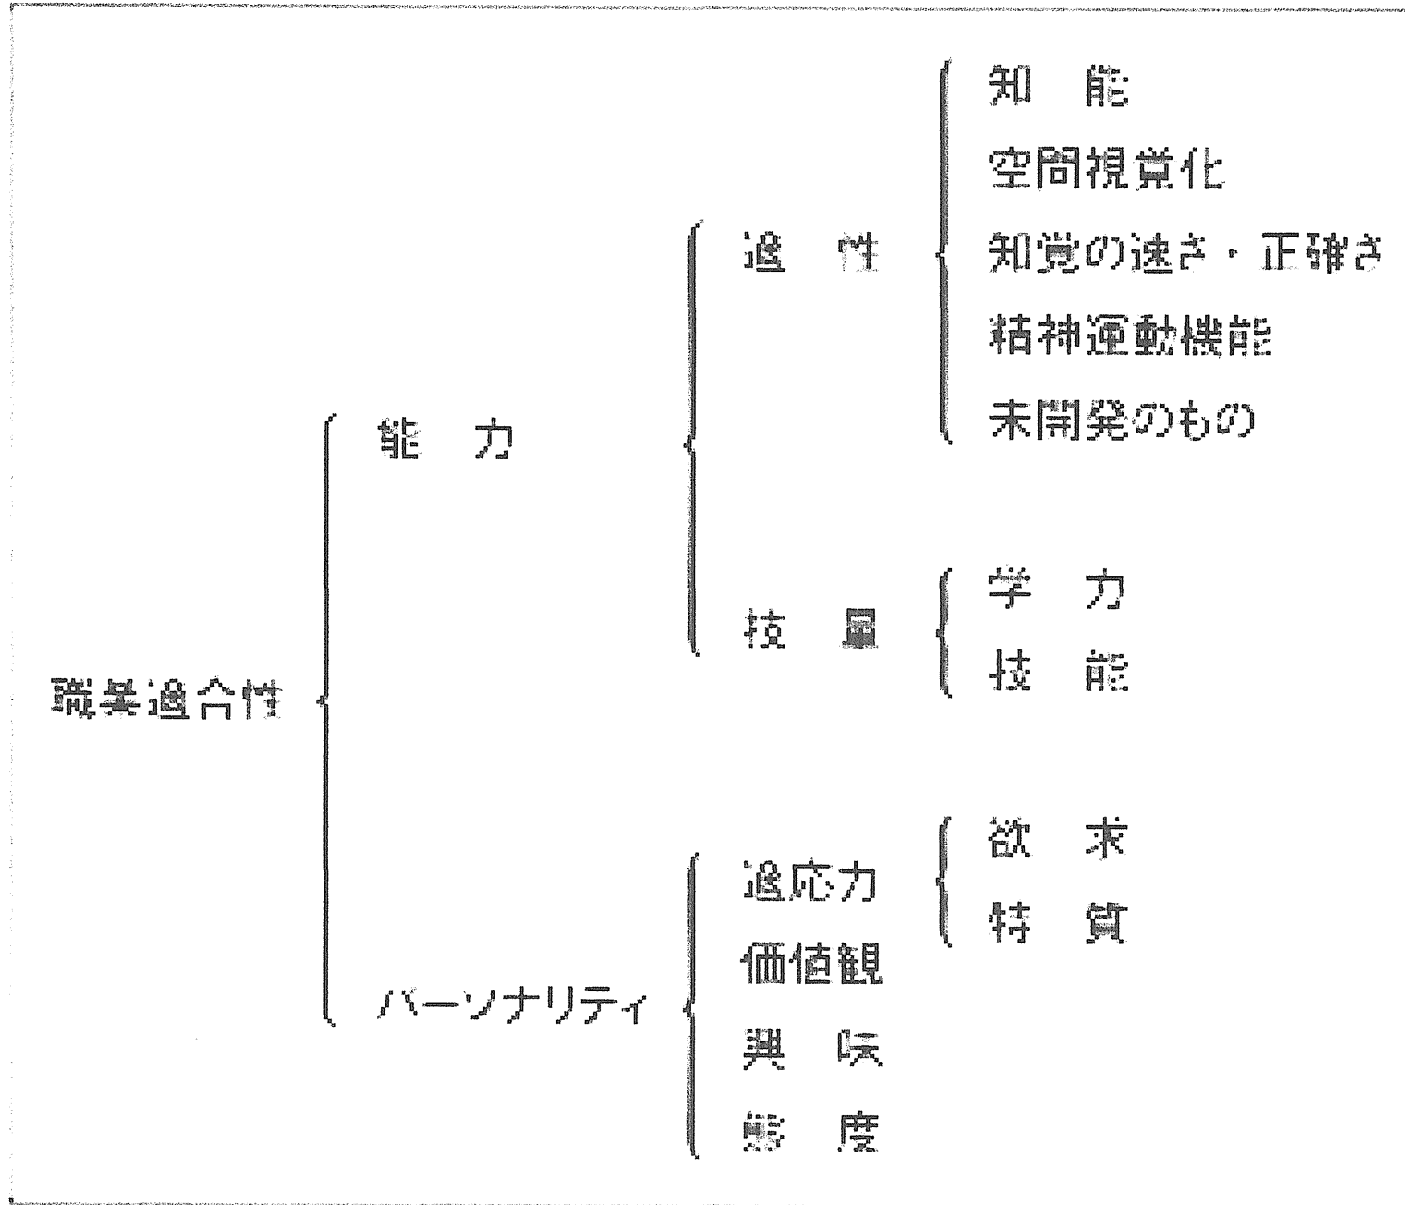 知能
空間視覚化
適性
知覚の速さ・正確さ
精神運動機能
未開発のもの
能力
学力
技量
技能
職業適合性
欲求
適応力
特質
価値観
パーソナリティ
興味
態度